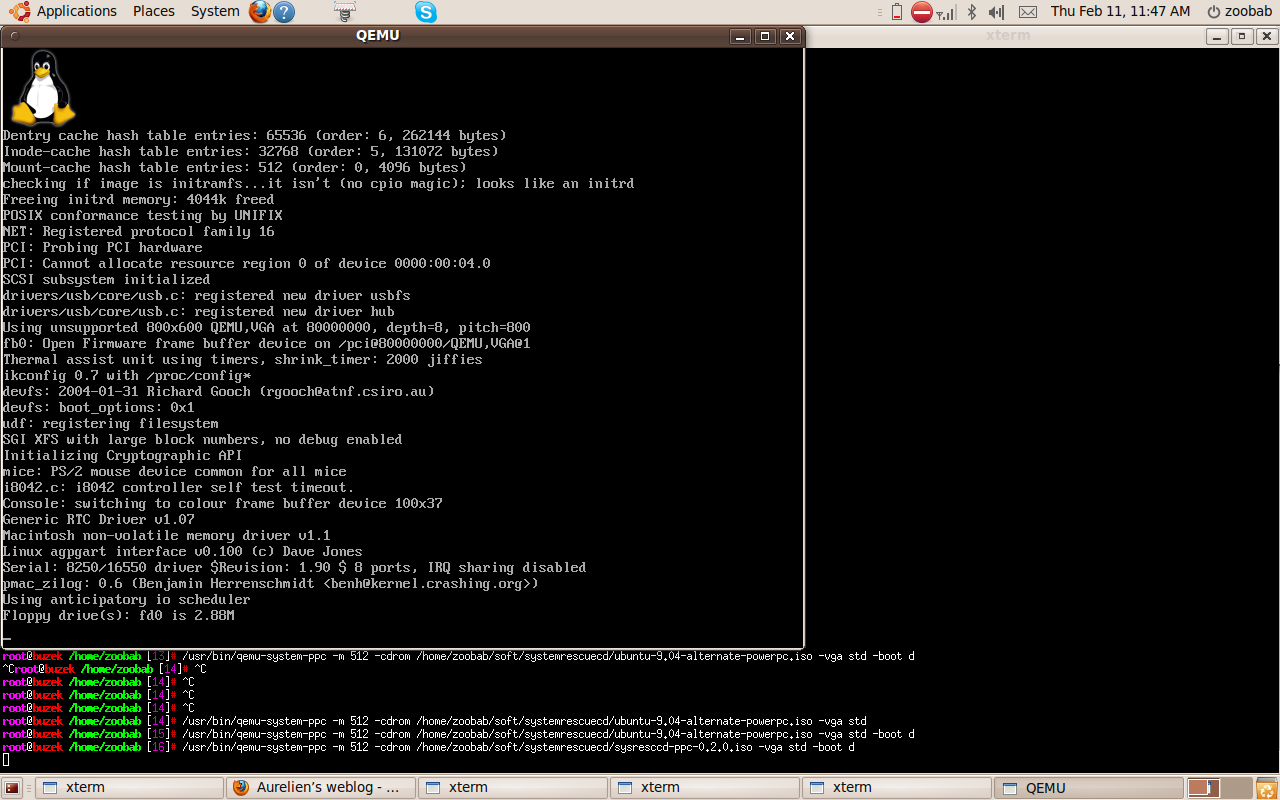 Applications Places System Thu Feb 11, 11:47 AM zoobab
QEMU
xterm
Dentry cache hash table entries: 65536 (order: 6, 262144 bytes)
Inode-cache hash table entries: 32768 (order: 5, 131072 bytes)
Mount-cache hash table entries: 512 (order: 0, 4096 bytes)
checking if image is initramfs...it isn't (no cpio magic); looks like an initrd
Freeing initrd memory: 4044k freed
POSIX conformance testing by UNIFIX
NET: Registered protocol family 16
PCI: Probing PCI hardware
PCI: Cannot allocate resource region 0 of device 0000:00:04.0
SCSI subsystem initialized
drivers/usb/core/usb.c: registered new driver usbfs
drivers/usb/core/usb.c: registered new driver hub
Using unsupported 800x600 QEMU,VGA at 80000000, depth=8, pitch=800
fb0: Open Firmware frame buffer device on /pci@80000000/QEMU,VGA@1
Thermal assist unit using timers, shrink_timer: 2000 jiffies
ikconfig 0.7 with /proc/config*
devfs: 2004-01-31 Richard Gooch (rgooch@atnf.csiro.au)
devfs: boot_options: 0x1
udf: registering filesystem
SGI XFS with large block numbers, no debug enabled
Initializing Cryptographic API
mice: PS/2 mouse device common for all mice
i8042.c: i8042 controller self test timeout.
Console: switching to colour frame buffer device 100x37
Generic RTC Driver v1.07
Macintosh non-volatile memory driver v1.1
Linux agpgart interface v0.100 (c) Dave Jones
Serial: 8250/16550 driver $Revision: 1.90 $ 8 ports, IRQ sharing disabled
pmac_zilog: 0.6 (Benjamin Herrenschmidt <benh@kernel.crashing.org>)
Using anticipatory io scheduler
Floppy drive(s): fd0 is 2.88M
root@buzek /home/zoobab [13]# /usr/bin/qemu-system-ppc -m 512 -cdrom /home/zoobab/soft/systemrescuecd/ubuntu-9.04-alternate-powerpc.iso -vga std -boot d
^Croot@buzek /home/zoobab [14]# ^C
root@buzek /home/zoobab [14]# ^C
root@buzek /home/zoobab [14]# ^C
root@buzek /home/zoobab [14]# ^C
root@buzek /home/zoobab [14]# /usr/bin/qemu-system-ppc -m 512 -cdrom /home/zoobab/soft/systemrescuecd/ubuntu-9.04-alternate-powerpc.iso -vga std
root@buzek /home/zoobab [15]# /usr/bin/qemu-system-ppc -m 512 -cdrom /home/zoobab/soft/systemrescuecd/ubuntu-9.04-alternate-powerpc.iso -vga std -boot d
root@buzek /home/zoobab [16]# /usr/bin/qemu-system-ppc -m 512 -cdrom /home/zoobab/soft/systemrescuecd/sysresccd-ppc-0.2.0.iso -vga std -boot d
xterm
Aurelien's weblog - ...
xterm
xterm
xterm
QEMU